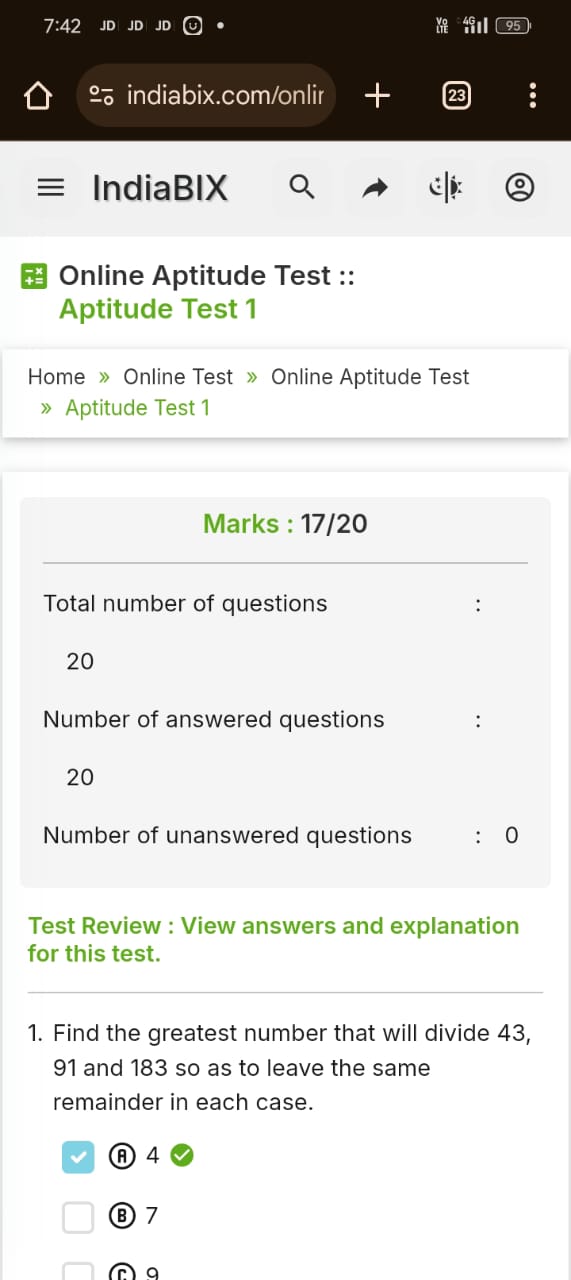 7:42 JD JD JD
Vo LTE 4G 95
indiabix.com/onlir
23
IndiaBIX
Online Aptitude Test ::
Aptitude Test 1
Home » Online Test » Online Aptitude Test
» Aptitude Test 1
Marks : 17/20
Total number of questions :
20
Number of answered questions :
20
Number of unanswered questions : 0
Test Review : View answers and explanation
for this test.
1. Find the greatest number that will divide 43,
91 and 183 so as to leave the same
remainder in each case.
A 4
B 7
C 9